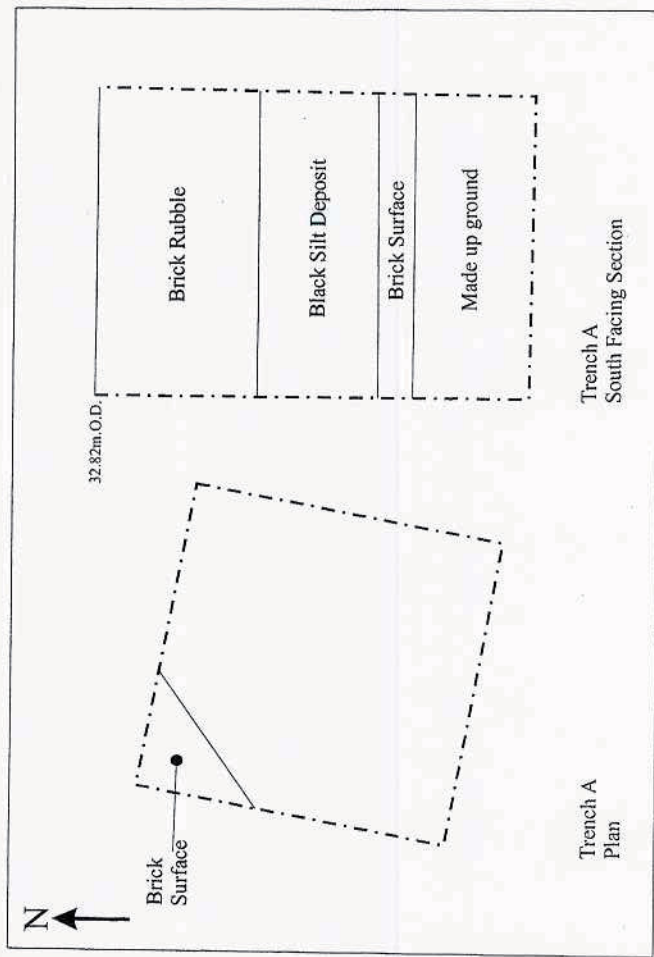 N
Brick
Surface
Trench A
Plan
32.82m.O.D.
Brick Rubble
Black Silt Deposit
Brick Surface
Made up ground
Trench A
South Facing Section